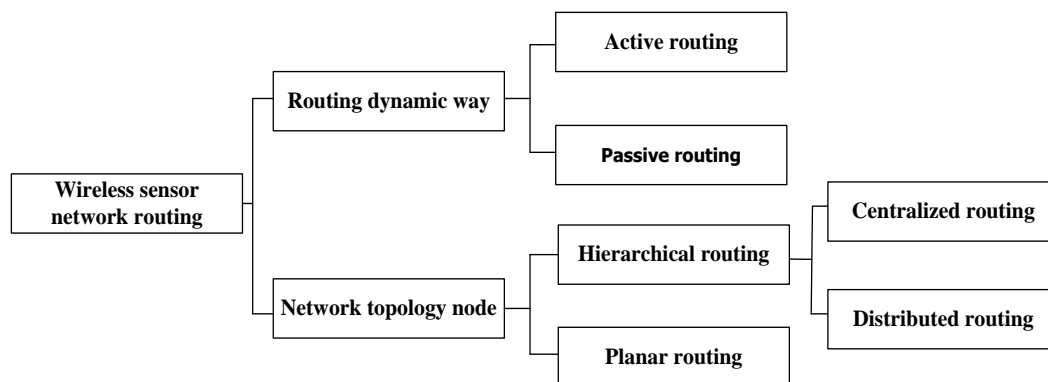 Active routing
Routing dynamic way
Passive routing
Wireless sensor
network routing
Centralized routing
Hierarchical routing
Network topology node
Distributed routing
Planar routing